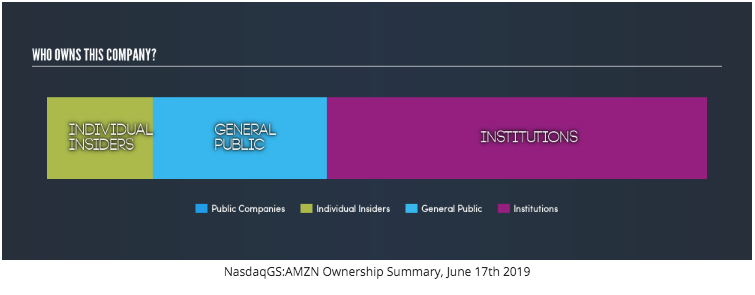 WHO OWNS THIS COMPANY?
INDIVIDUAL
INSIDERS
GENERAL
PUBLIC
INSTITUTIONS
Public Companies
Individual Insiders
General Public
Institutions
NasdaqGS:AMZN Ownership Summary, June 17th 2019